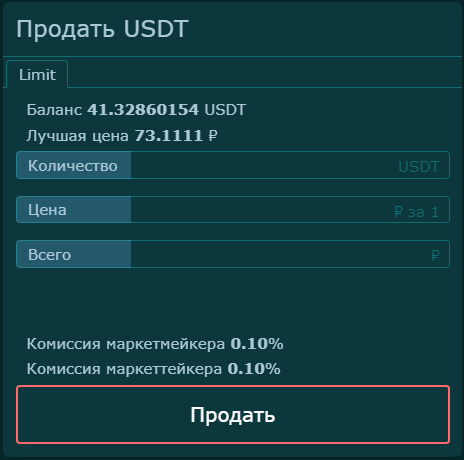 Продать USDT
Limit
Баланс 41.32860154 USDT
Лучшая цена 73.1111 ₽
Количество USDT
Цена ₽ за 1
Всего ₽
Комиссия маркетмейкера 0.10%
Комиссия маркеттейкера 0.10%
Продать